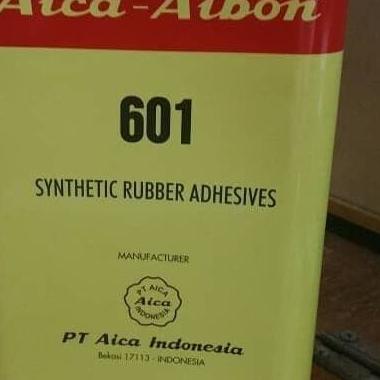 Aica-Aibon
601
SYNTHETIC RUBBER ADHESIVES
MANUFACTURER
PT AICA
Aica
INDONESIA
PT Aica Indonesia
Bekasi 17113 - INDONESIA